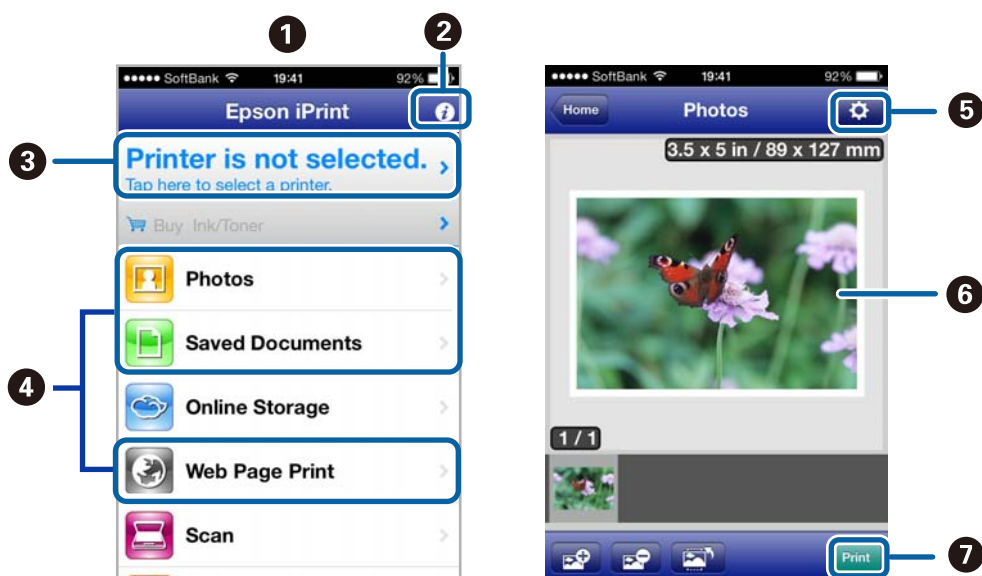 1
2
●●●●● SoftBank 19:41 92%
Epson iPrint
3
Printer is not selected.
Tap here to select a printer.
Buy Ink/Toner
Photos
Saved Documents
4
Online Storage
Web Page Print
Scan
●●●●● SoftBank 19:41 92%
Home
Photos
5
3.5 x 5 in / 89 x 127 mm
6
1 / 1
Print
7